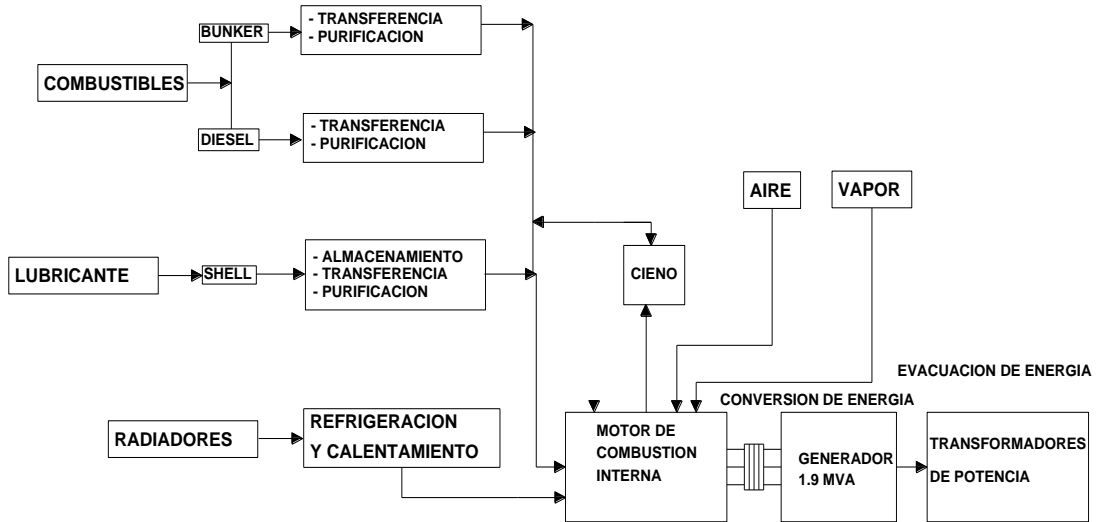 BUNKER
- TRANSFERENCIA
- PURIFICACION
COMBUSTIBLES
DIESEL
- TRANSFERENCIA
- PURIFICACION
AIRE
VAPOR
LUBRICANTE
SHELL
- ALMACENAMIENTO
- TRANSFERENCIA
- PURIFICACION
CIENO
EVACUACION DE ENERGIA
CONVERSION DE ENERGIA
RADIADORES
REFRIGERACION
Y CALENTAMIENTO
MOTOR DE
COMBUSTION
INTERNA
GENERADOR
1.9 MVA
TRANSFORMADORES
DE POTENCIA